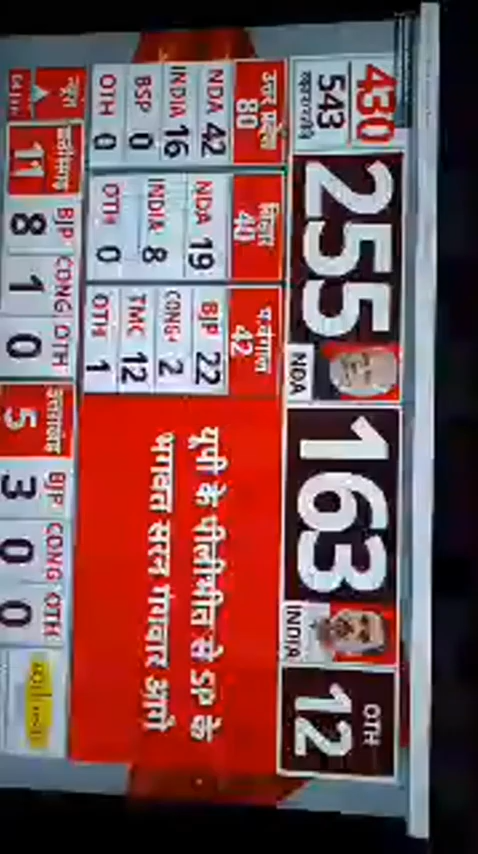 430
543
255
NDA
163
INDIA
OTH
12
उत्तर प्रदेश
80
NDA 42
INDIA 16
BSP 0
OTH 0
बिहार
40
NDA 19
INDIA 8
OTH 0
प.बंगाल
42
BJP 22
CONG+ 2
TMC 12
OTH 1
यूपी के पीलीभीत से SP के
भगवत सरन गंगवार आगे
छत्तीसगढ़
11
BJP CONG OTH
8 1 0
उत्तराखंड
5
BJP CONG OTH
3 0 0